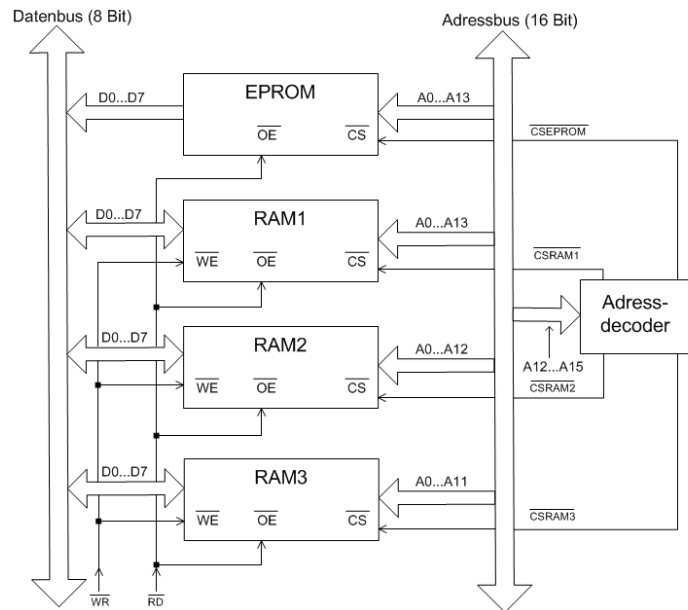 Datenbus (8 Bit)
Adressbus (16 Bit)
D0...D7
EPROM
A0...A13
OE
CS
CSEPROM
D0...D7
RAM1
A0...A13
WE
OE
CS
CSRAM1
Adress-
decoder
D0...D7
RAM2
A0...A12
A12...A15
WE
OE
CS
CSRAM2
D0...D7
RAM3
A0...A11
WE
OE
CS
CSRAM3
WR
RD